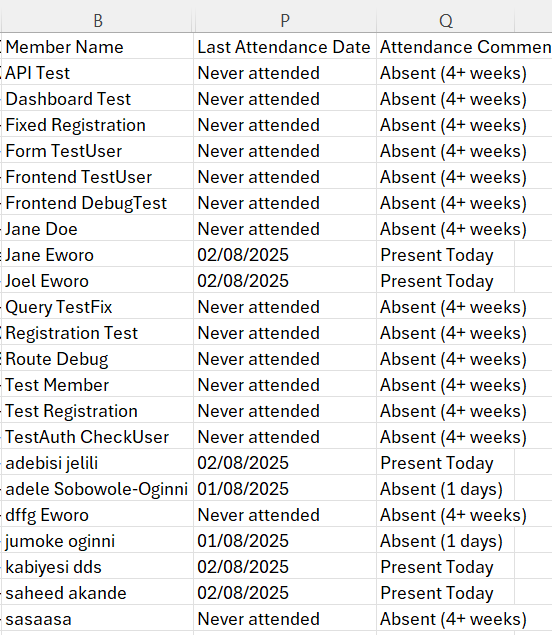 B P Q
Member Name Last Attendance Date Attendance Commen
API Test Never attended Absent (4+ weeks)
Dashboard Test Never attended Absent (4+ weeks)
Fixed Registration Never attended Absent (4+ weeks)
Form TestUser Never attended Absent (4+ weeks)
Frontend TestUser Never attended Absent (4+ weeks)
Frontend DebugTest Never attended Absent (4+ weeks)
Jane Doe Never attended Absent (4+ weeks)
Jane Eworo 02/08/2025 Present Today
Joel Eworo 02/08/2025 Present Today
Query TestFix Never attended Absent (4+ weeks)
Registration Test Never attended Absent (4+ weeks)
Route Debug Never attended Absent (4+ weeks)
Test Member Never attended Absent (4+ weeks)
Test Registration Never attended Absent (4+ weeks)
TestAuth CheckUser Never attended Absent (4+ weeks)
adebisi jelili 02/08/2025 Present Today
adele Sobowole-Oginni 01/08/2025 Absent (1 days)
dffg Eworo Never attended Absent (4+ weeks)
jumoke oginni 01/08/2025 Absent (1 days)
kabiyesi dds 02/08/2025 Present Today
saheed akande 02/08/2025 Present Today
sasaasa Never attended Absent (4+ weeks)